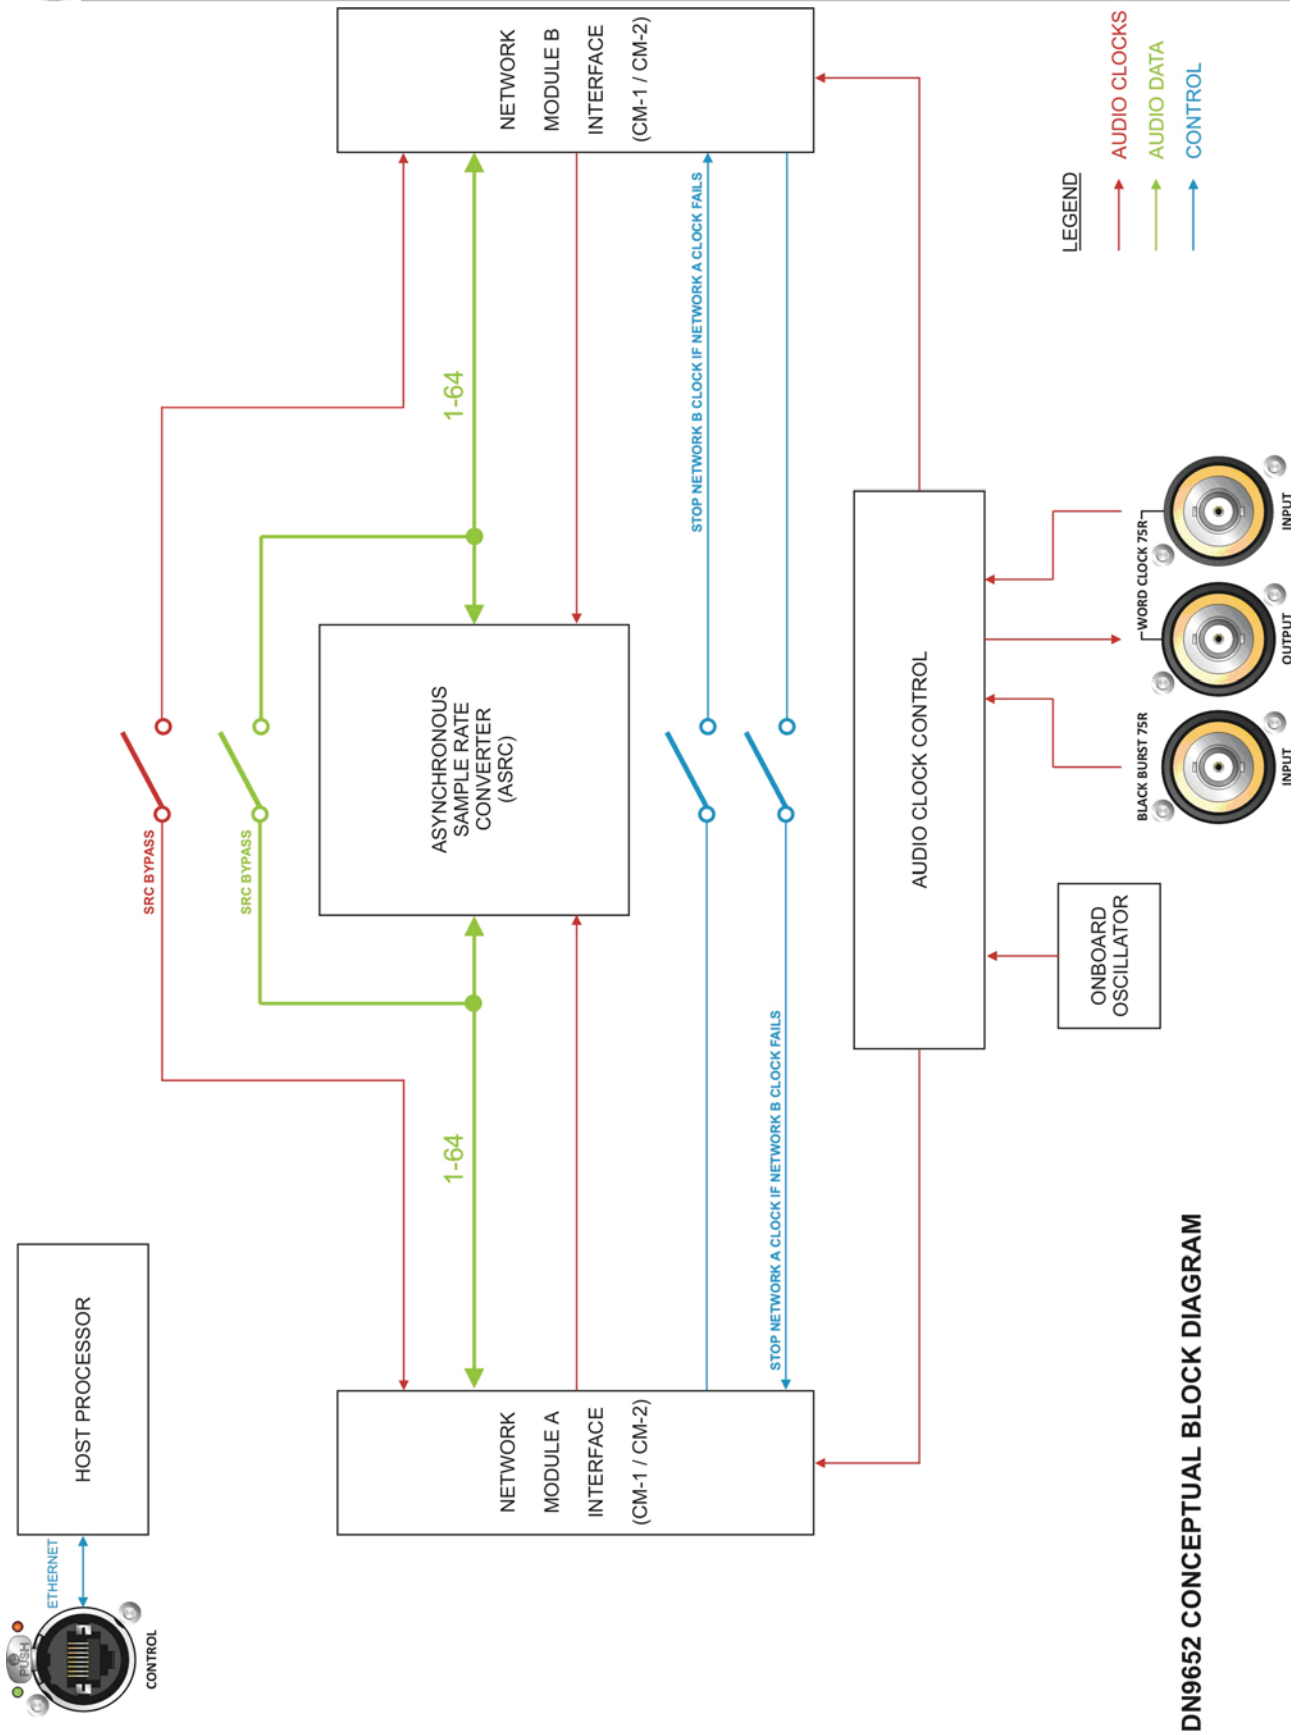 PUSH
ETHERNET
CONTROL
HOST PROCESSOR
SRC BYPASS
SRC BYPASS
1-64
1-64
NETWORK
MODULE A
INTERFACE
(CM-1 / CM-2)
ASYNCHRONOUS
SAMPLE RATE
CONVERTER
(ASRC)
NETWORK
MODULE B
INTERFACE
(CM-1 / CM-2)
STOP NETWORK B CLOCK IF NETWORK A CLOCK FAILS
STOP NETWORK A CLOCK IF NETWORK B CLOCK FAILS
AUDIO CLOCK CONTROL
ONBOARD
OSCILLATOR
BLACK BURST 75R
WORD CLOCK 75R
INPUT
OUTPUT
INPUT
LEGEND
AUDIO CLOCKS
AUDIO DATA
CONTROL
DN9652 CONCEPTUAL BLOCK DIAGRAM